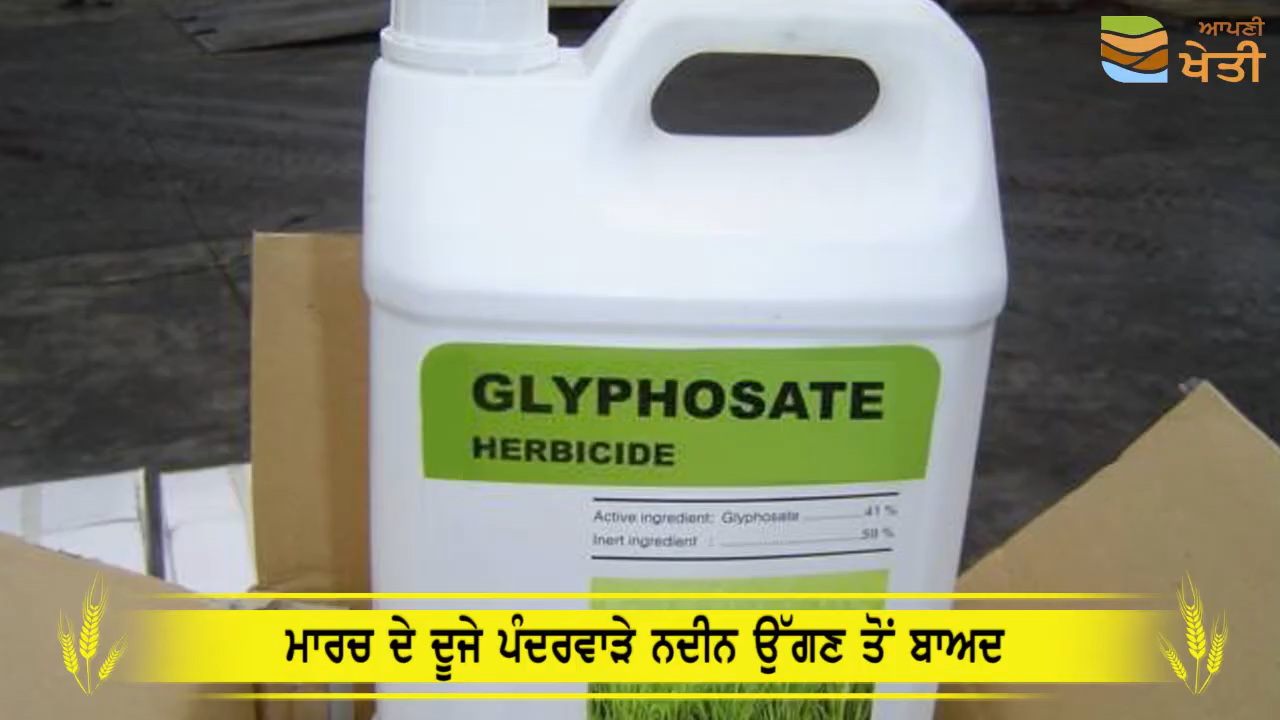 ਆਪਣੀ
ਖੇਤੀ
GLYPHOSATE
HERBICIDE
Active ingredient: Glyphosate ........... 41 %
Inert ingredient : ........... 59 %
ਮਾਰਚ ਦੇ ਦੂਜੇ ਪੰਦਰਵਾੜੇ ਨਦੀਨ ਉੱਗਣ ਤੋਂ ਬਾਅਦ